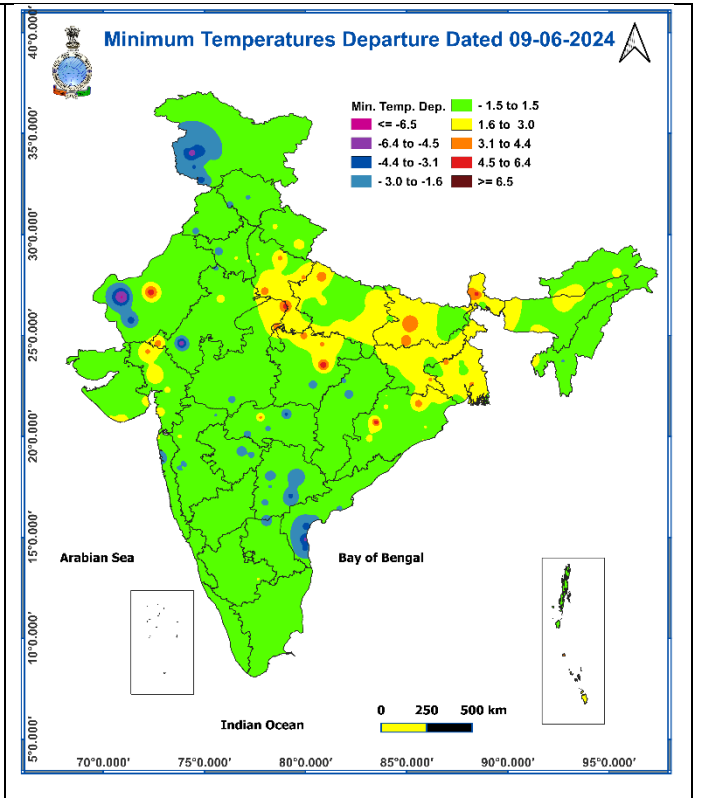 Minimum Temperatures Departure Dated 09-06-2024
Min. Temp. Dep.
<= -6.5
-6.4 to -4.5
-4.4 to -3.1
- 3.0 to -1.6
- 1.5 to 1.5
1.6 to 3.0
3.1 to 4.4
4.5 to 6.4
>= 6.5
40°0.000'
35°0.000'
30°0.000'
25°0.000'
20°0.000'
15°0.000'
10°0.000'
5°0.000'
Arabian Sea
Bay of Bengal
Indian Ocean
0 250 500 km
70°0.000' 75°0.000' 80°0.000' 85°0.000' 90°0.000' 95°0.000'